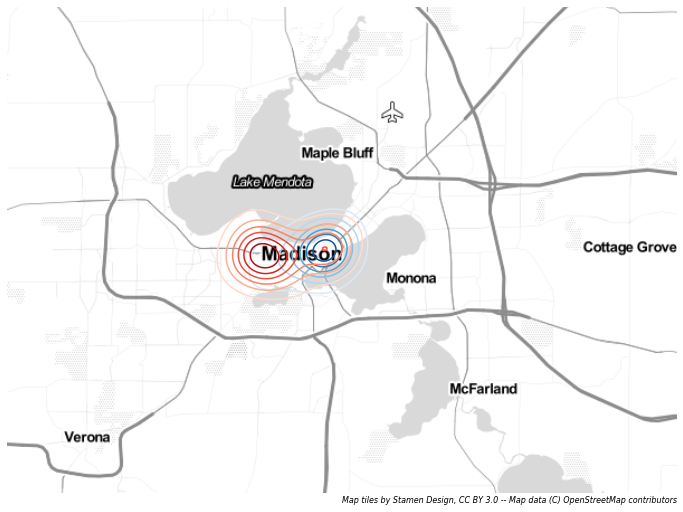 Maple Bluff
Lake Mendota
Madison
Cottage Grove
Monona
McFarland
Verona
Map tiles by Stamen Design, CC BY 3.0 -- Map data (C) OpenStreetMap contributors